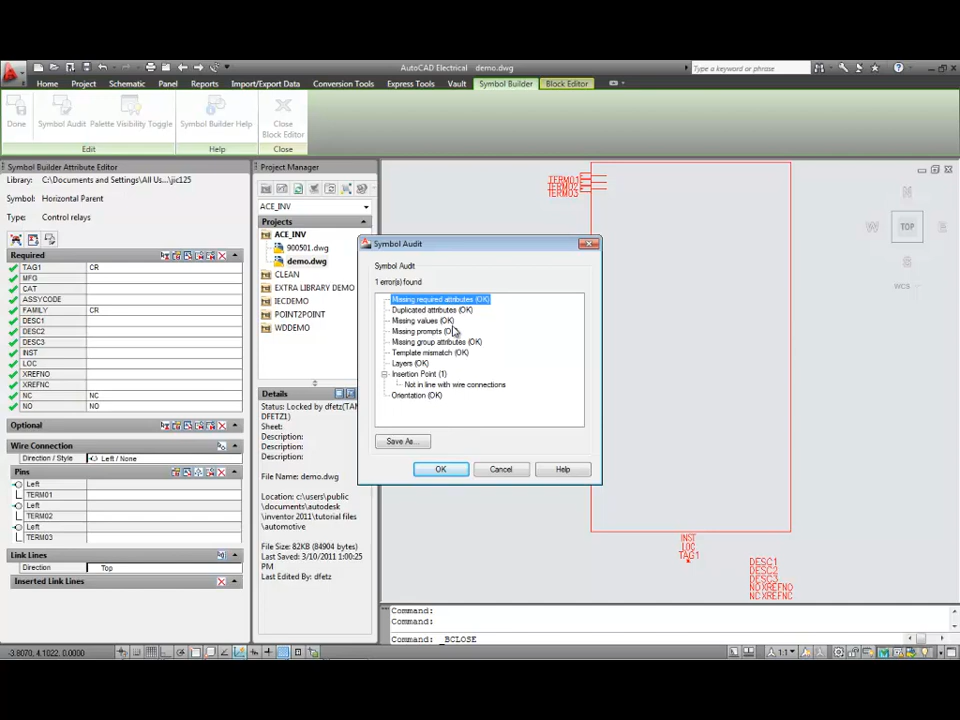 AutoCAD Electrical demo.dwg
Type a keyword or phrase
Home Project Schematic Panel Reports Import/Export Data Conversion Tools Express Tools Vault Symbol Builder Block Editor
Done Symbol Audit Palette Visibility Toggle Symbol Builder Help Close Block Editor
Edit Help Close
Symbol Builder Attribute Editor
Library: C:\Documents and Settings\All Us...\jic125
Symbol: Horizontal Parent
Type: Control relays
Required
TAG1 CR
MFG
CAT
ASSYCODE
FAMILY CR
DESC1
DESC2
DESC3
INST
LOC
XREFNO
XREFNC
NC NC
NO NO
Optional
Wire Connection
Direction / Style Left / None
Pins
Left
TERM01
Left
TERM02
Left
TERM03
Link Lines
Direction Top
Inserted Link Lines
Project Manager
ACE_INV
Projects
ACE_INV
900501.dwg
demo.dwg
CLEAN
EXTRA LIBRARY DEMO
IECDEMO
POINT2POINT
WDDEMO
Details
Status: Locked by dfetz(TAM
DFETZ1)
Sheet:
Description:
Description:
Description:
File Name: demo.dwg
Location: c:\users\public
\documents\autodesk
\inventor 2011\tutorial files
\automotive
File Size: 82KB (84904 bytes)
Last Saved: 3/10/2011 1:00:25
PM
Last Edited By: dfetz
Symbol Audit
Symbol Audit
1 error(s) found
Missing required attributes (OK)
Duplicated attributes (OK)
Missing values (OK)
Missing prompts (O
Missing group attributes (OK)
Template mismatch (OK)
Layers (OK)
Insertion Point (1)
Not in line with wire connections
Orientation (OK)
Save As...
OK Cancel Help
TERM01
TERM02
TERM03
INST
LOC
TAG1
DESC1
DESC2
DESC3
NOXREFNO
NCXREFNC
N
W TOP E
S
WCS
Command:
Command:
Command: _BCLOSE
-3.8070, 4.1022, 0.0000
1:1